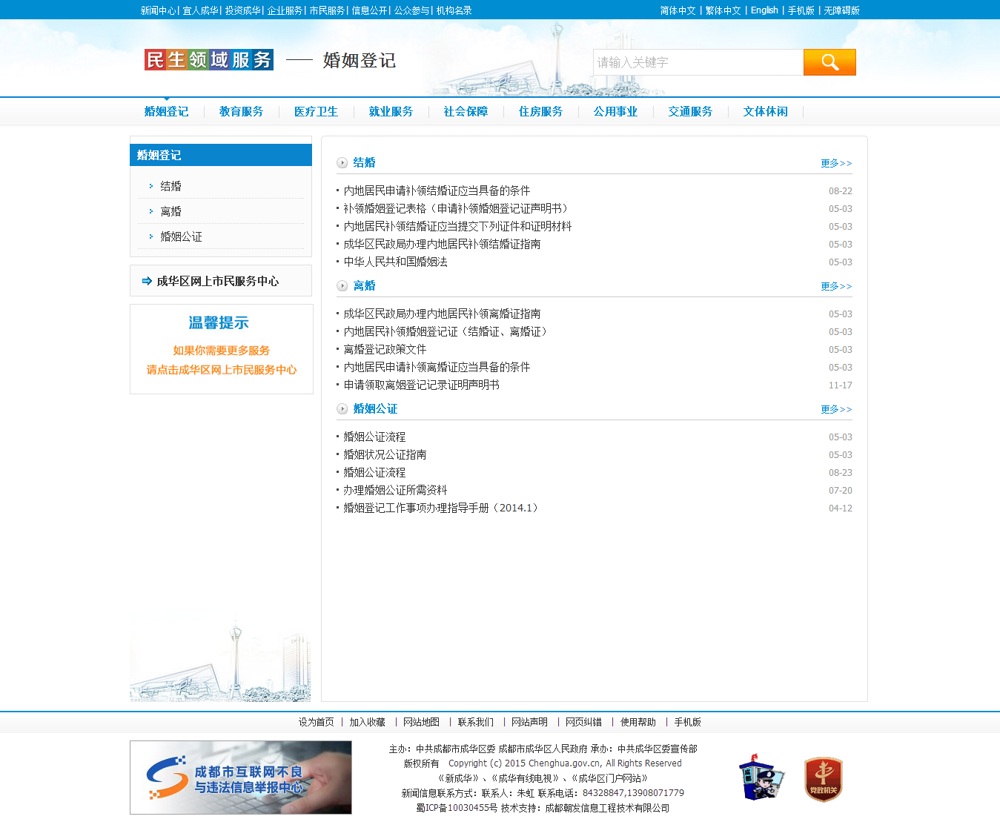 新闻中心| 宜人成华| 投资成华| 企业服务| 市民服务| 信息公开| 公众参与| 机构名录
简体中文 | 繁体中文 | English | 手机版 | 无障碍版
民生领域服务 —— 婚姻登记
请输入关键字
婚姻登记 教育服务 医疗卫生 就业服务 社会保障 住房服务 公用事业 交通服务 文体休闲
婚姻登记
结婚
离婚
婚姻公证
成华区网上市民服务中心
温馨提示
如果你需要更多服务
请点击成华区网上市民服务中心
结婚 更多>>
内地居民申请补领结婚证应当具备的条件 08-22
补领婚姻登记表格（申请补领婚姻登记证声明书） 05-03
内地居民补领结婚证应当提交下列证件和证明材料 05-03
成华区民政局办理内地居民补领结婚证指南 05-03
中华人民共和国婚姻法 05-03
离婚 更多>>
成华区民政局办理内地居民补领离婚证指南 05-03
内地居民补领婚姻登记证（结婚证、离婚证） 05-03
离婚登记政策文件 05-03
内地居民申请补领离婚证应当具备的条件 05-03
申请领取离姻登记记录证明声明书 11-17
婚姻公证 更多>>
婚姻公证流程 05-03
婚姻状况公证指南 05-03
婚姻公证流程 08-23
办理婚姻公证所需资料 07-20
婚姻登记工作事项办理指导手册（2014.1） 04-12
设为首页 | 加入收藏 | 网站地图 | 联系我们 | 网站声明 | 网页纠错 | 使用帮助 | 手机版
成都市互联网不良
与违法信息举报中心
主办：中共成都市成华区委 成都市成华区人民政府 承办：中共成华区委宣传部
版权所有 Copyright (c) 2015 Chenghua.gov.cn, All Rights Reserved
《新成华》、《成华有线电视》、《成华区门户网站》
新闻信息联系方式：联系人：朱虹 联系电话：84328847,13908071779
蜀ICP备10030455号 技术支持：成都朝发信息工程技术有限公司
党政机关